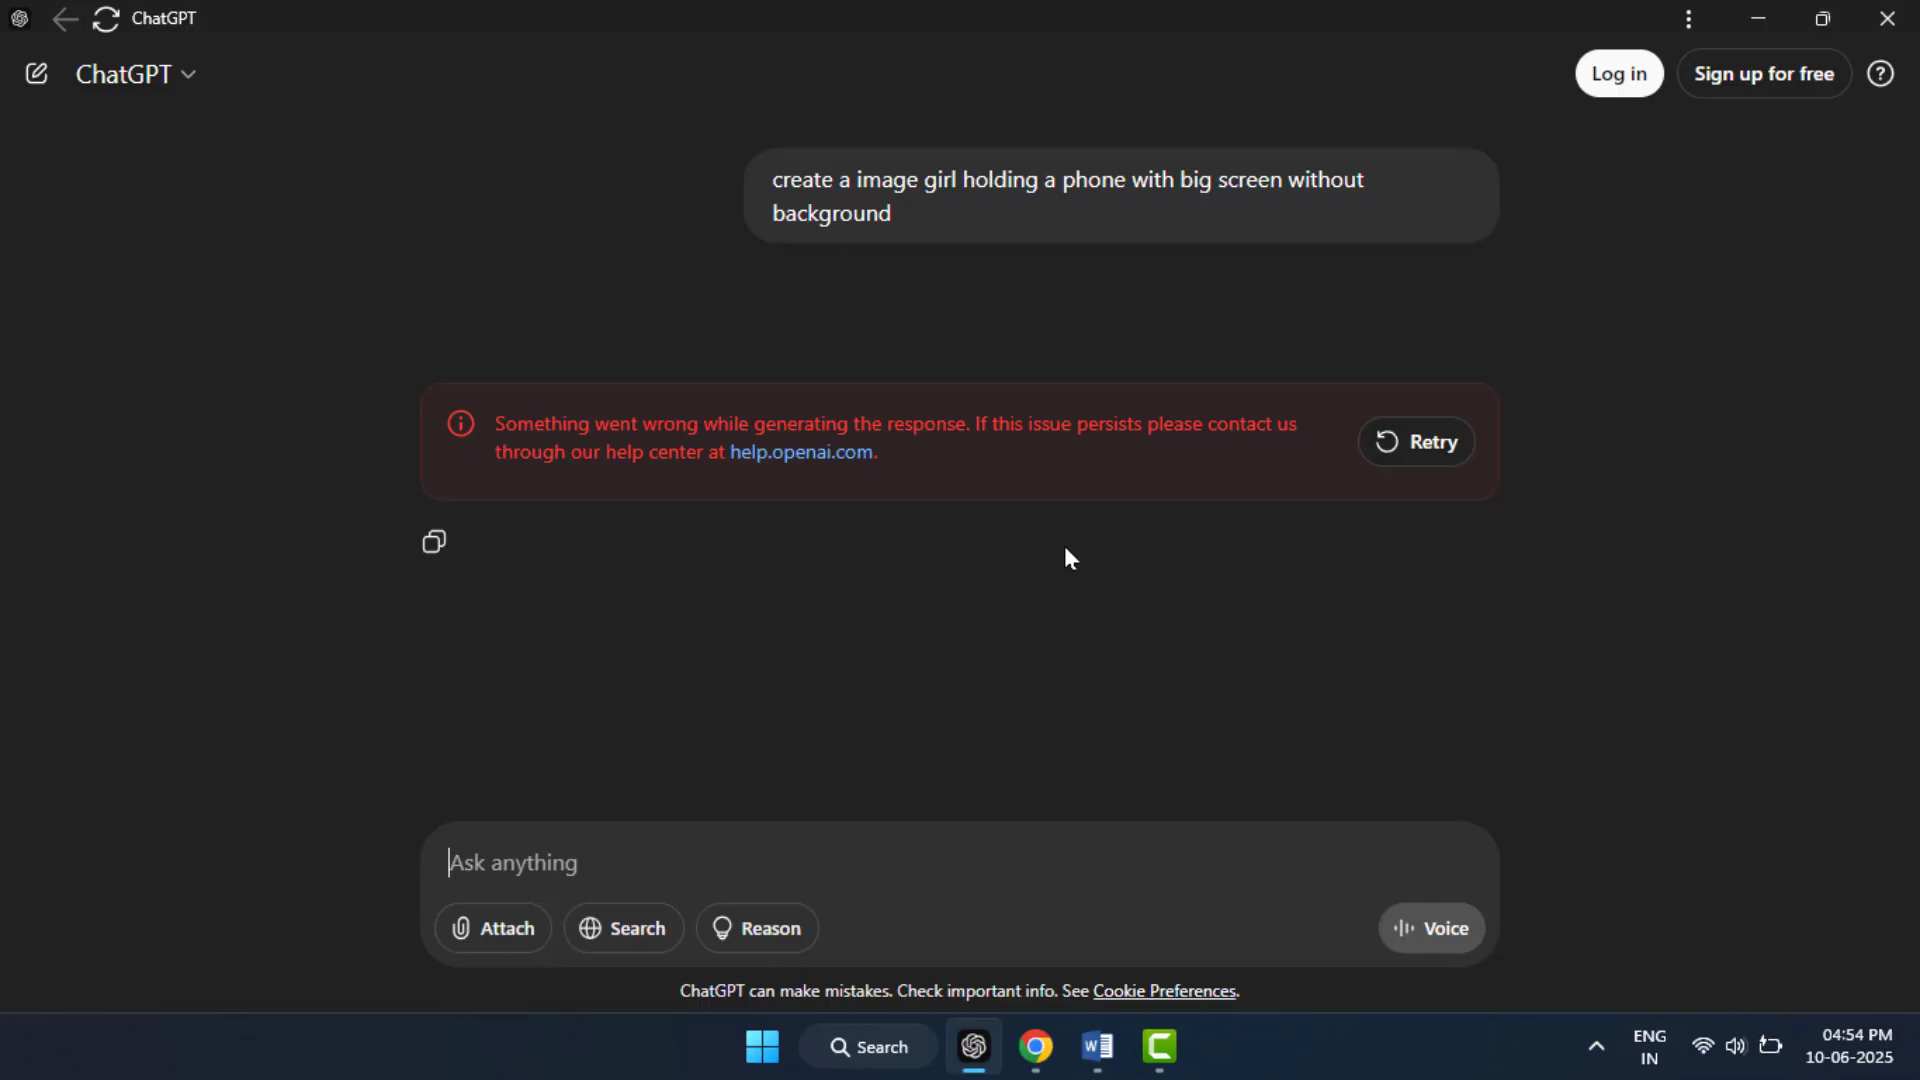 ChatGPT
ChatGPT
Log in
Sign up for free
create a image girl holding a phone with big screen without
background
Something went wrong while generating the response. If this issue persists please contact us
through our help center at help.openai.com.
Retry
Ask anything
Attach
Search
Reason
Voice
ChatGPT can make mistakes. Check important info. See Cookie Preferences.
Search
ENG
IN
04:54 PM
10-06-2025